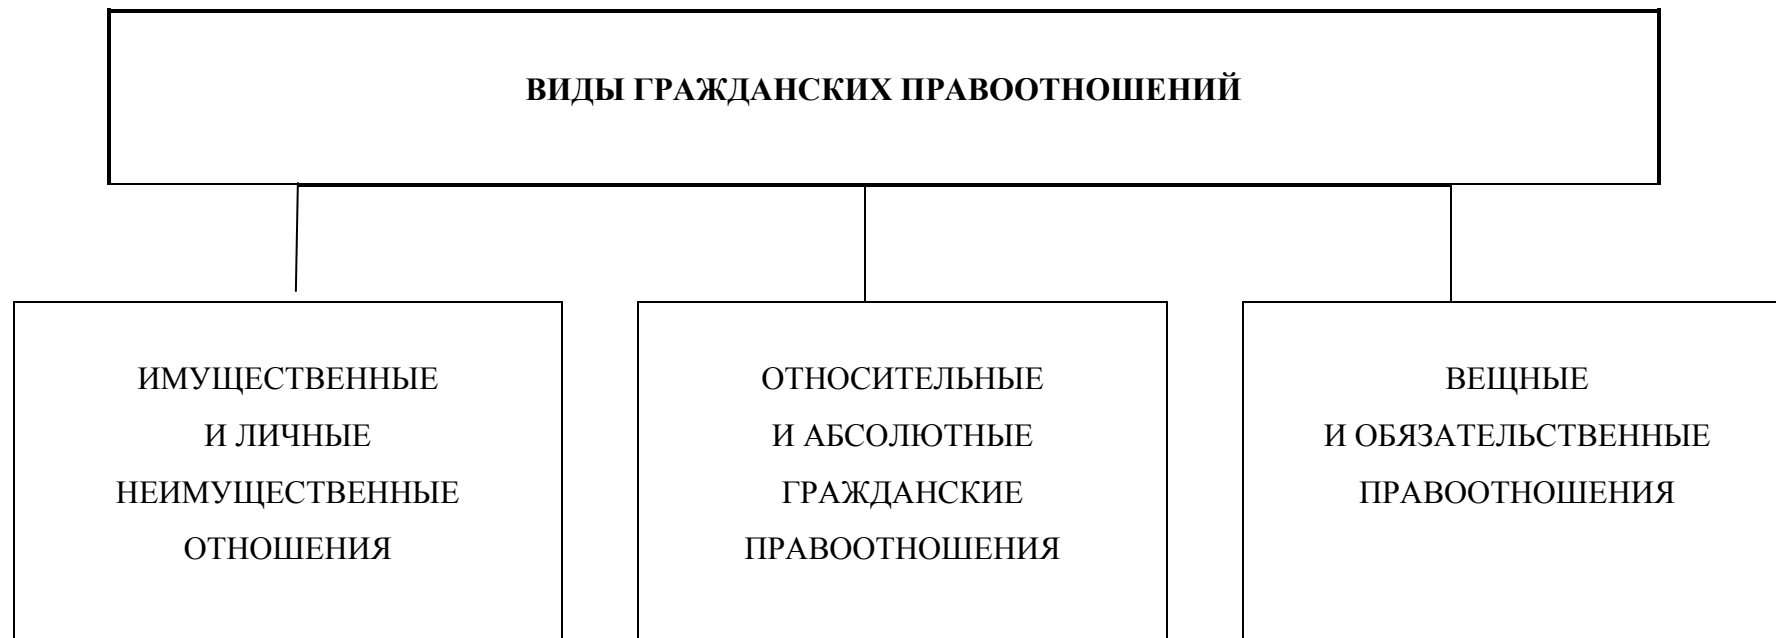 ВИДЫ ГРАЖДАНСКИХ ПРАВООТНОШЕНИЙ
ИМУЩЕСТВЕННЫЕ
И ЛИЧНЫЕ
НЕИМУЩЕСТВЕННЫЕ
ОТНОШЕНИЯ
ОТНОСИТЕЛЬНЫЕ
И АБСОЛЮТНЫЕ
ГРАЖДАНСКИЕ
ПРАВООТНОШЕНИЯ
ВЕЩНЫЕ
И ОБЯЗАТЕЛЬСТВЕННЫЕ
ПРАВООТНОШЕНИЯ